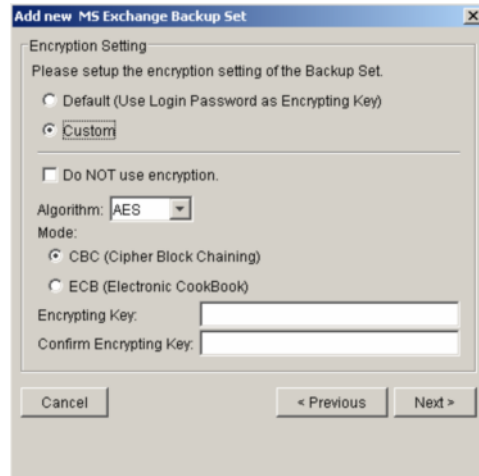 Add new MS Exchange Backup Set
Encryption Setting
Please setup the encryption setting of the Backup Set.
Default (Use Login Password as Encrypting Key)
Custom
Do NOT use encryption.
Algorithm: AES
Mode:
CBC (Cipher Block Chaining)
ECB (Electronic CookBook)
Encrypting Key:
Confirm Encrypting Key:
Cancel < Previous Next >